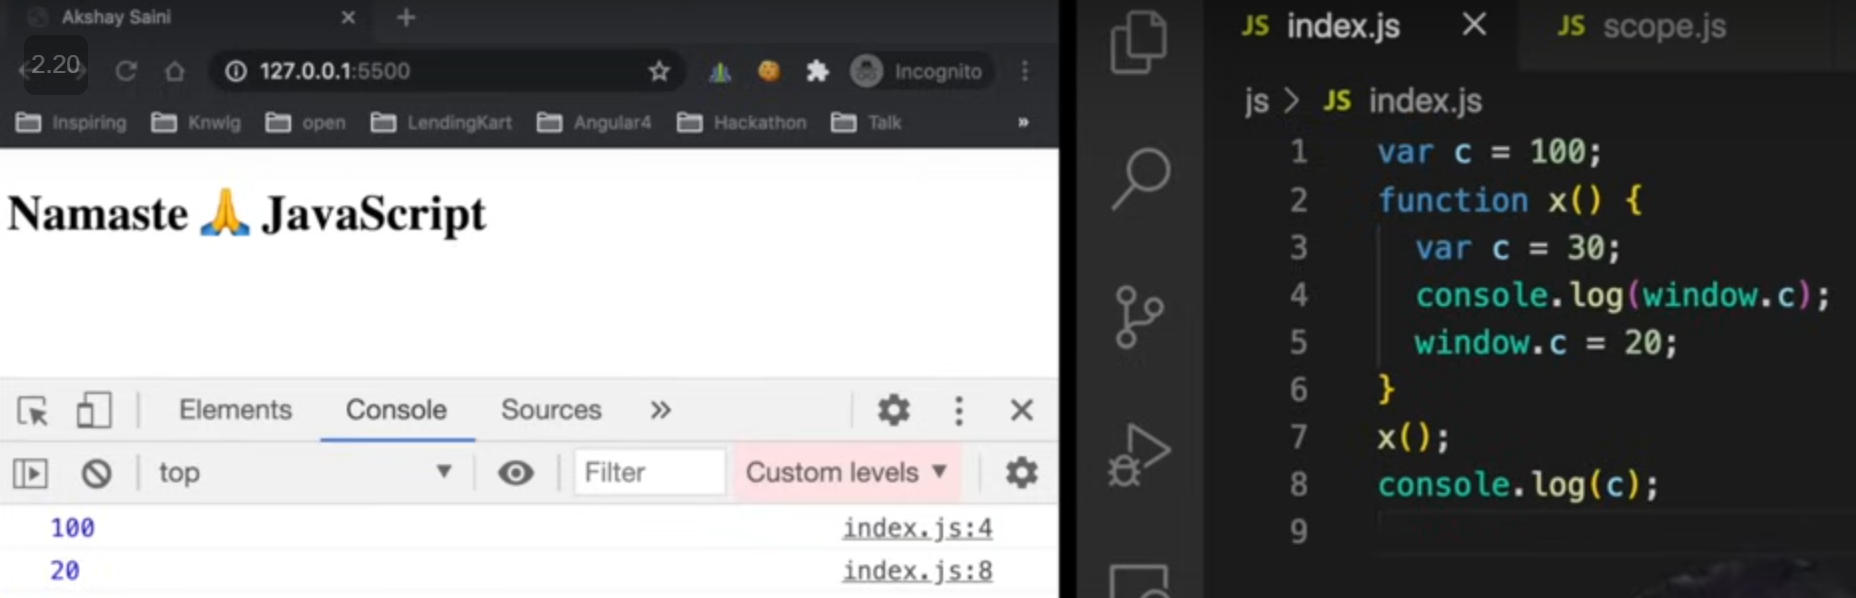 Akshay Saini
2.20
127.0.0.1:5500
Incognito
Inspiring Knwlg open LendingKart Angular4 Hackathon Talk »
Namaste 🙏 JavaScript
Elements Console Sources »
top Filter Custom levels
100 index.js:4
20 index.js:8
JS index.js JS scope.js
js > JS index.js
1 var c = 100;
2 function x() {
3 var c = 30;
4 console.log(window.c);
5 window.c = 20;
6 }
7 x();
8 console.log(c);
9